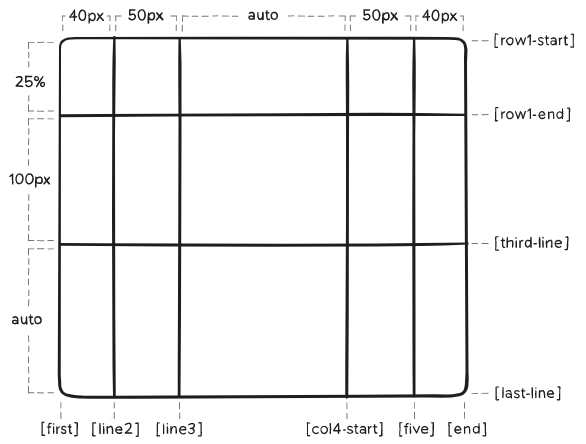 40px 50px auto 50px 40px
[row1-start]
25%
[row1-end]
100px
[third-line]
auto
[last-line]
[first] [line2] [line3] [col4-start] [five] [end]